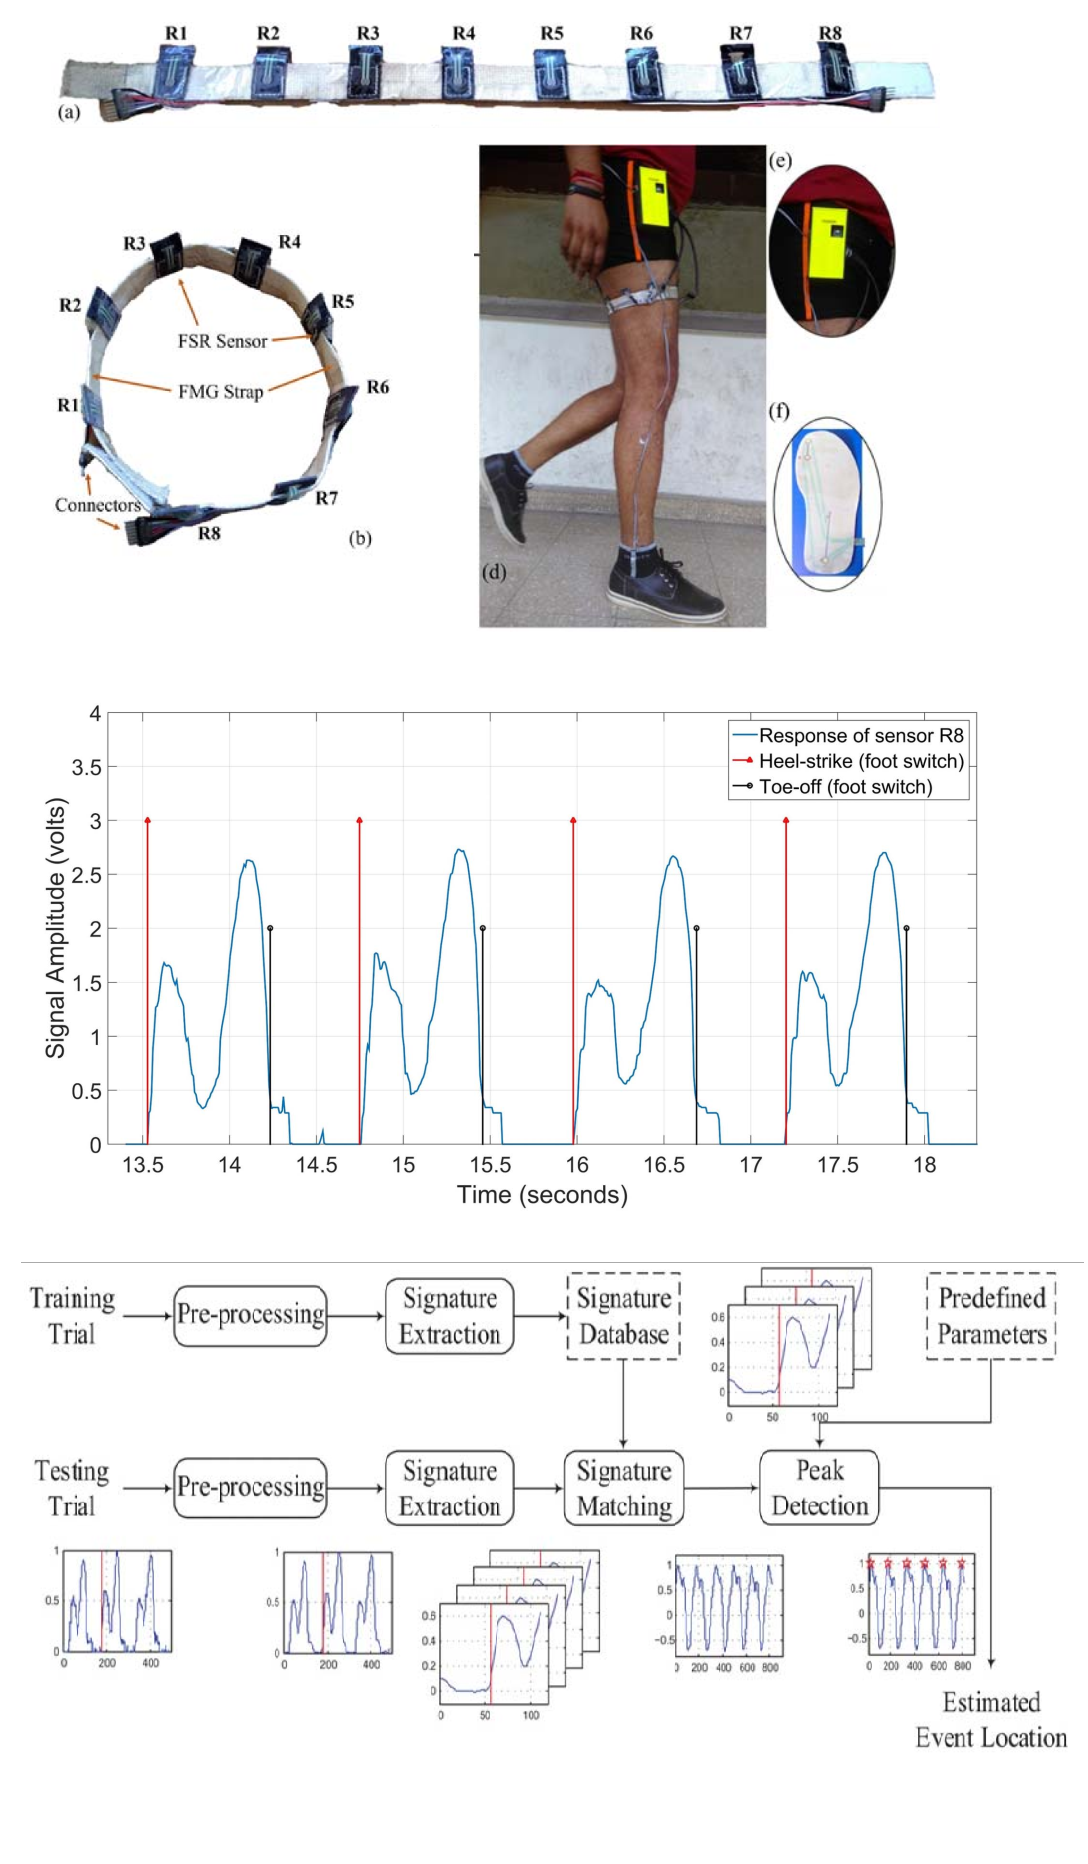 R1 R2 R3 R4 R5 R6 R7 R8
(a)
(e)
R3 R4
R2 R5
FSR Sensor
FMG Strap
R6
R1
(f)
Connectors
R7
R8
(b)
(d)
4
3.5
3
2.5
2
1.5
1
0.5
0
Signal Amplitude (volts)
Response of sensor R8
Heel-strike (foot switch)
Toe-off (foot switch)
13.5 14 14.5 15 15.5 16 16.5 17 17.5 18
Time (seconds)
Training
Trial
Pre-processing
Signature
Extraction
Signature
Database
0.6
0.4
0.2
0
0 50 100
Predefined
Parameters
Testing
Trial
Pre-processing
Signature
Extraction
Signature
Matching
Peak
Detection
1
0.5
0
0 200 400
1
0.5
0
0 200 400
0.6
0.4
0.2
0
0 50 100
1
0.5
0
−0.5
0 200 400 600 800
1
0.5
0
−0.5
0 200 400 600 800
Estimated
Event Location